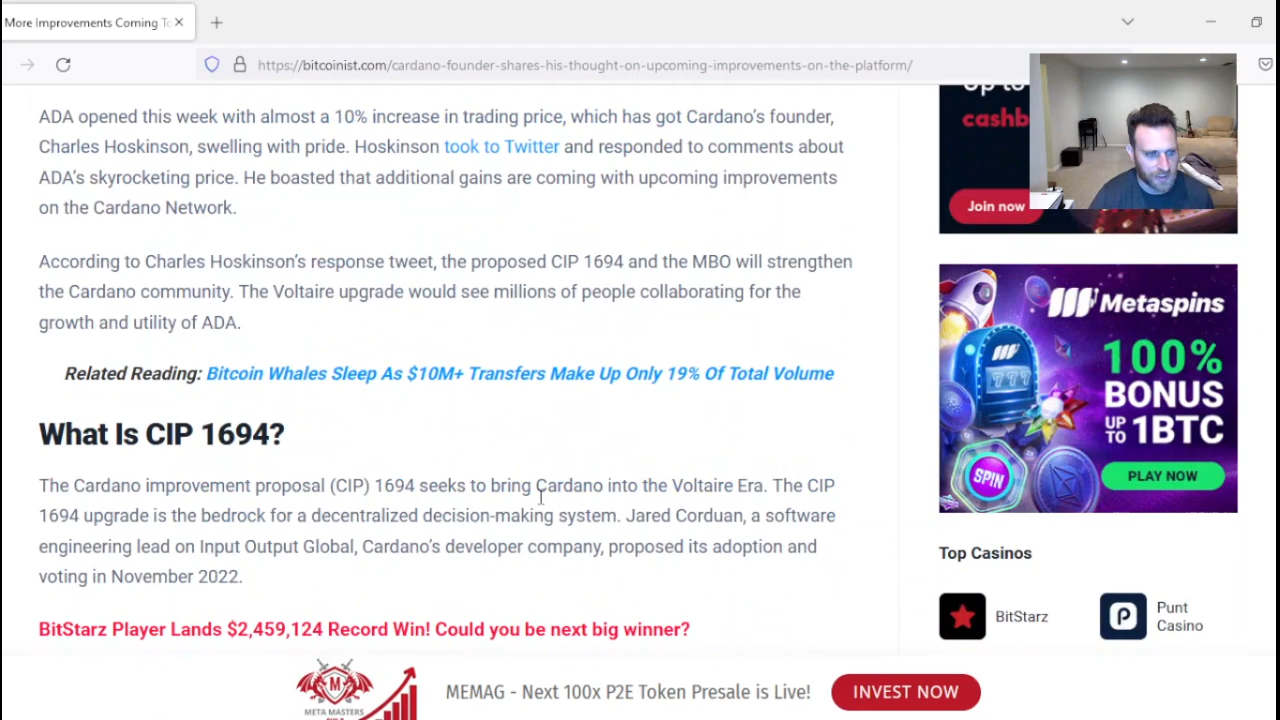 More Improvements Coming To
https://bitcoinist.com/cardano-founder-shares-his-thought-on-upcoming-improvements-on-the-platform/
ADA opened this week with almost a 10% increase in trading price, which has got Cardano's founder,
Charles Hoskinson, swelling with pride. Hoskinson took to Twitter and responded to comments about
ADA's skyrocketing price. He boasted that additional gains are coming with upcoming improvements
on the Cardano Network.
According to Charles Hoskinson's response tweet, the proposed CIP 1694 and the MBO will strengthen
the Cardano community. The Voltaire upgrade would see millions of people collaborating for the
growth and utility of ADA.
Related Reading: Bitcoin Whales Sleep As $10M+ Transfers Make Up Only 19% Of Total Volume
What Is CIP 1694?
The Cardano improvement proposal (CIP) 1694 seeks to bring Cardano into the Voltaire Era. The CIP
1694 upgrade is the bedrock for a decentralized decision-making system. Jared Corduan, a software
engineering lead on Input Output Global, Cardano's developer company, proposed its adoption and
voting in November 2022.
BitStarz Player Lands $2,459,124 Record Win! Could you be next big winner?
Up to
cashb
Join now
Metaspins
100%
BONUS
UP TO 1BTC
777
SPIN
PLAY NOW
Top Casinos
BitStarz
Punt
Casino
M
META MASTERS
MEMAG - Next 100x P2E Token Presale is Live!
INVEST NOW